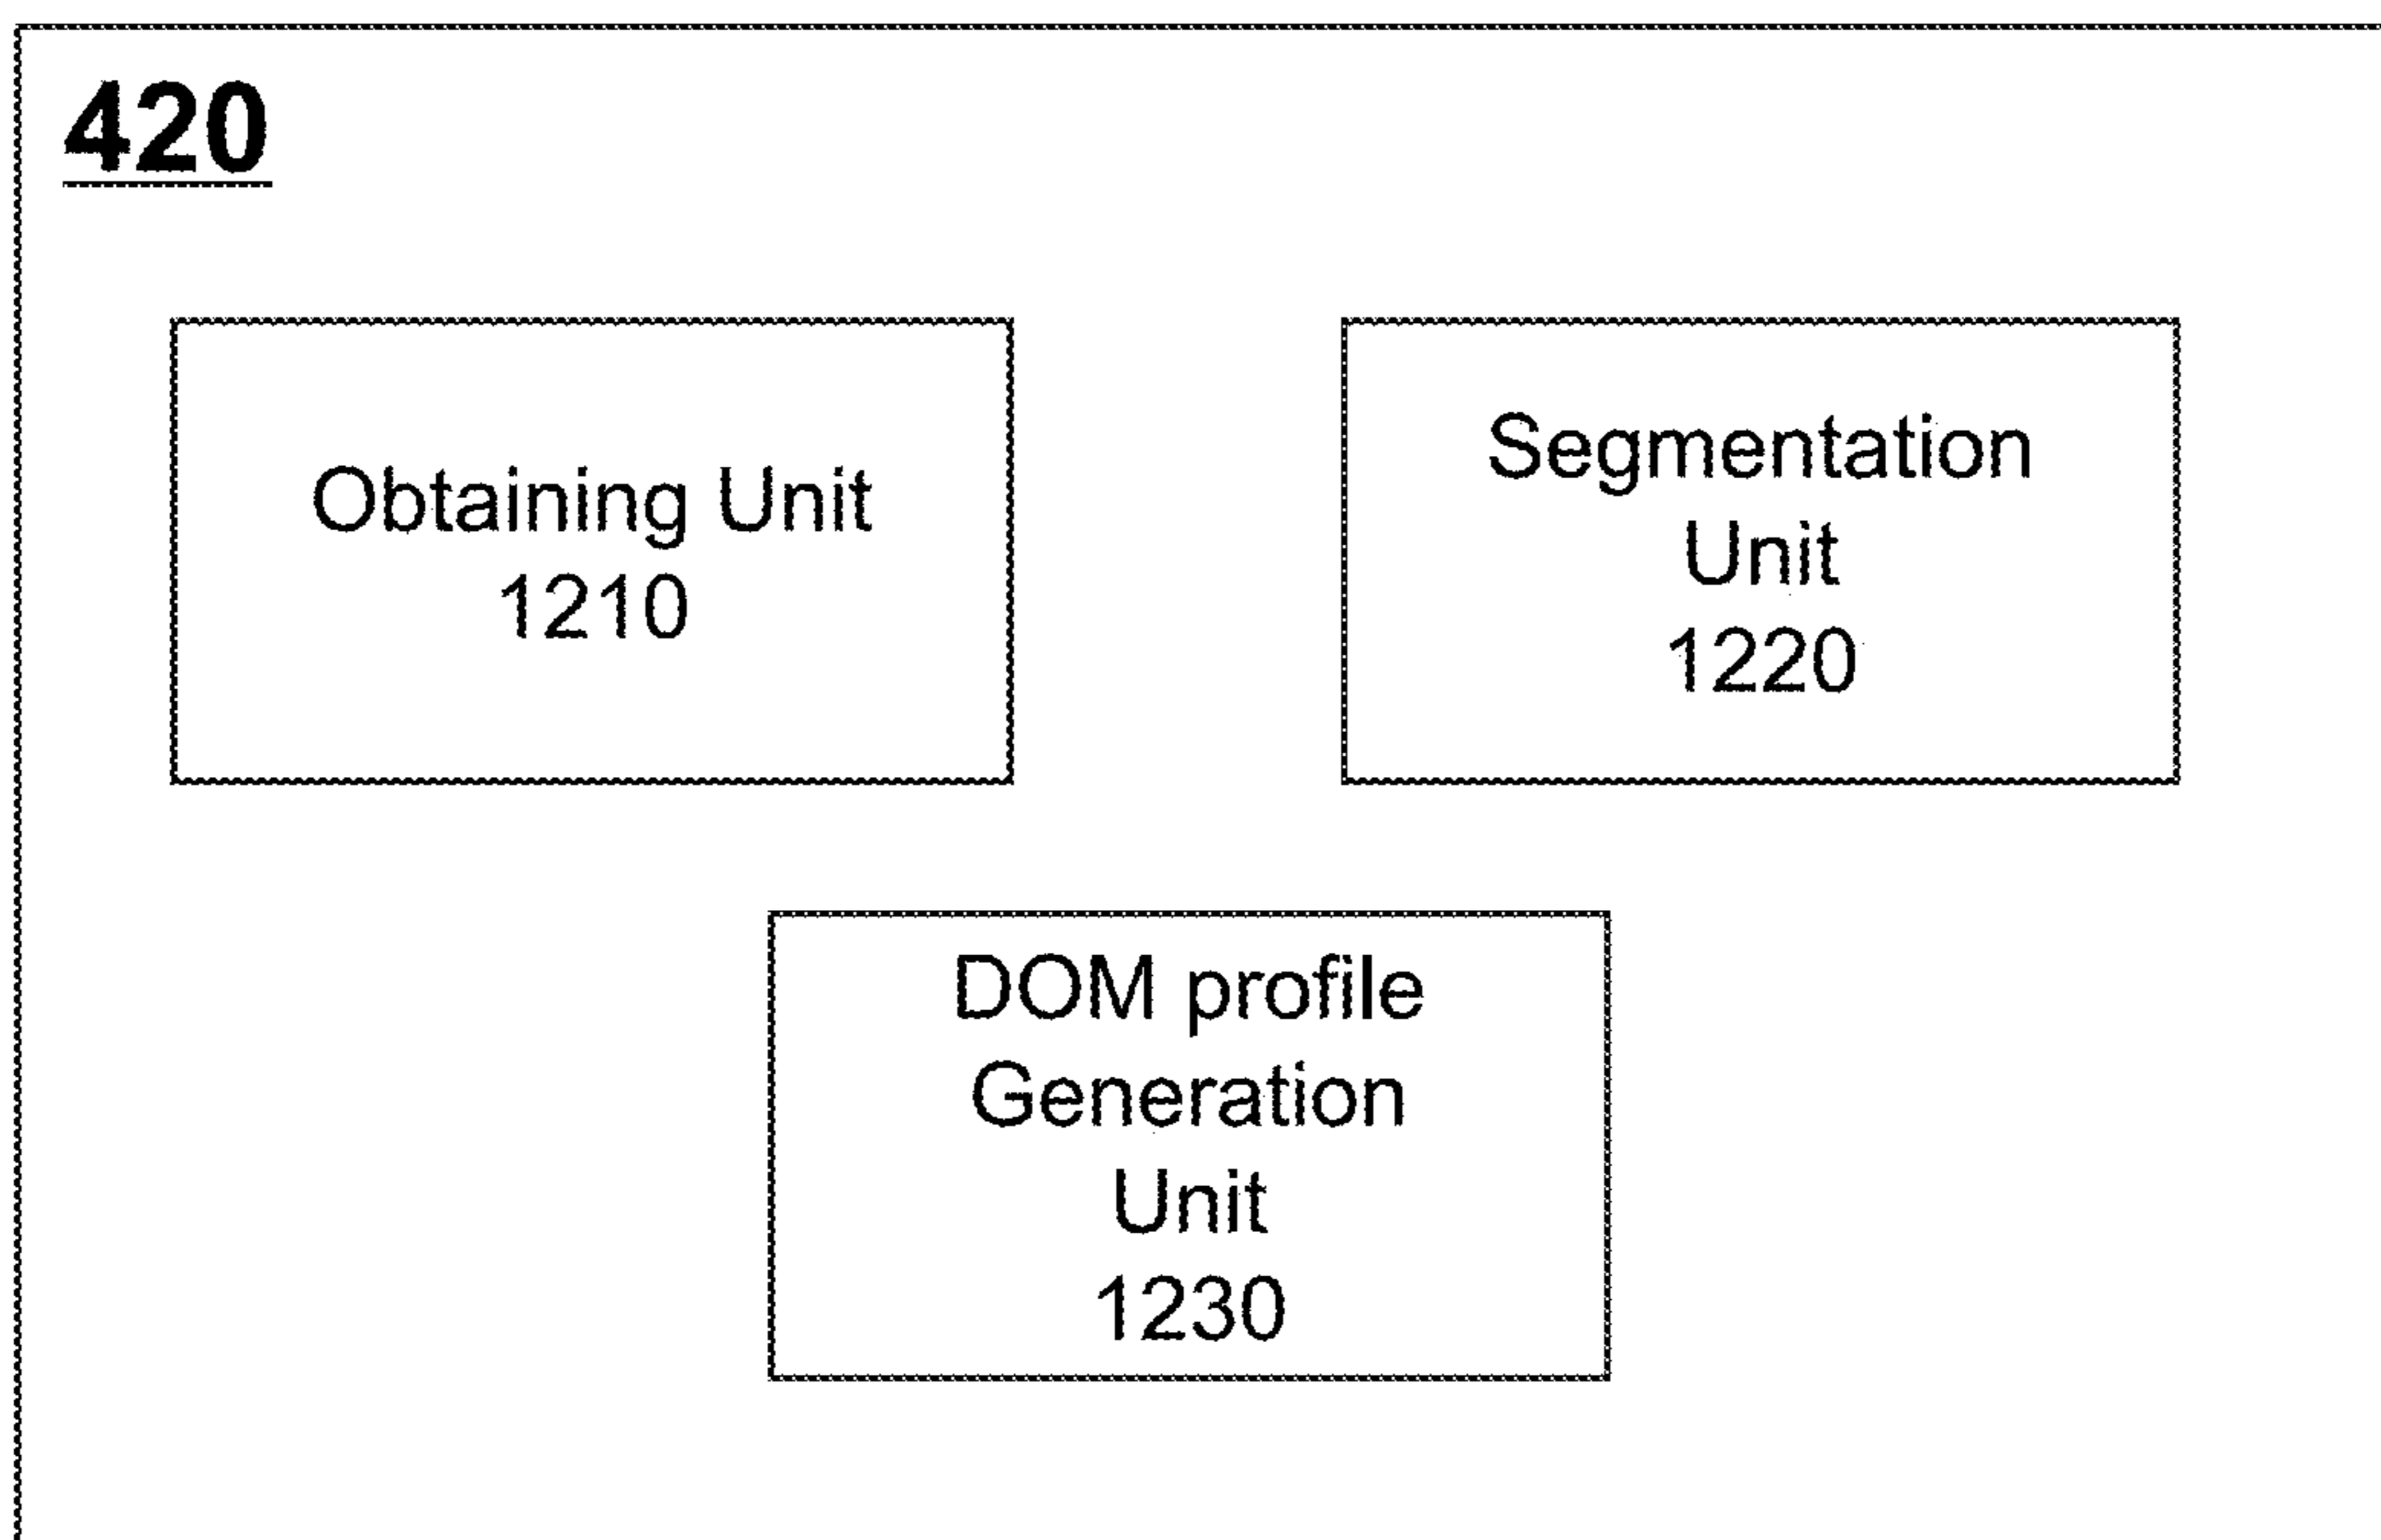 420
Obtaining Unit
1210
Segmentation
Unit
1220
DOM profile
Generation
Unit
1230